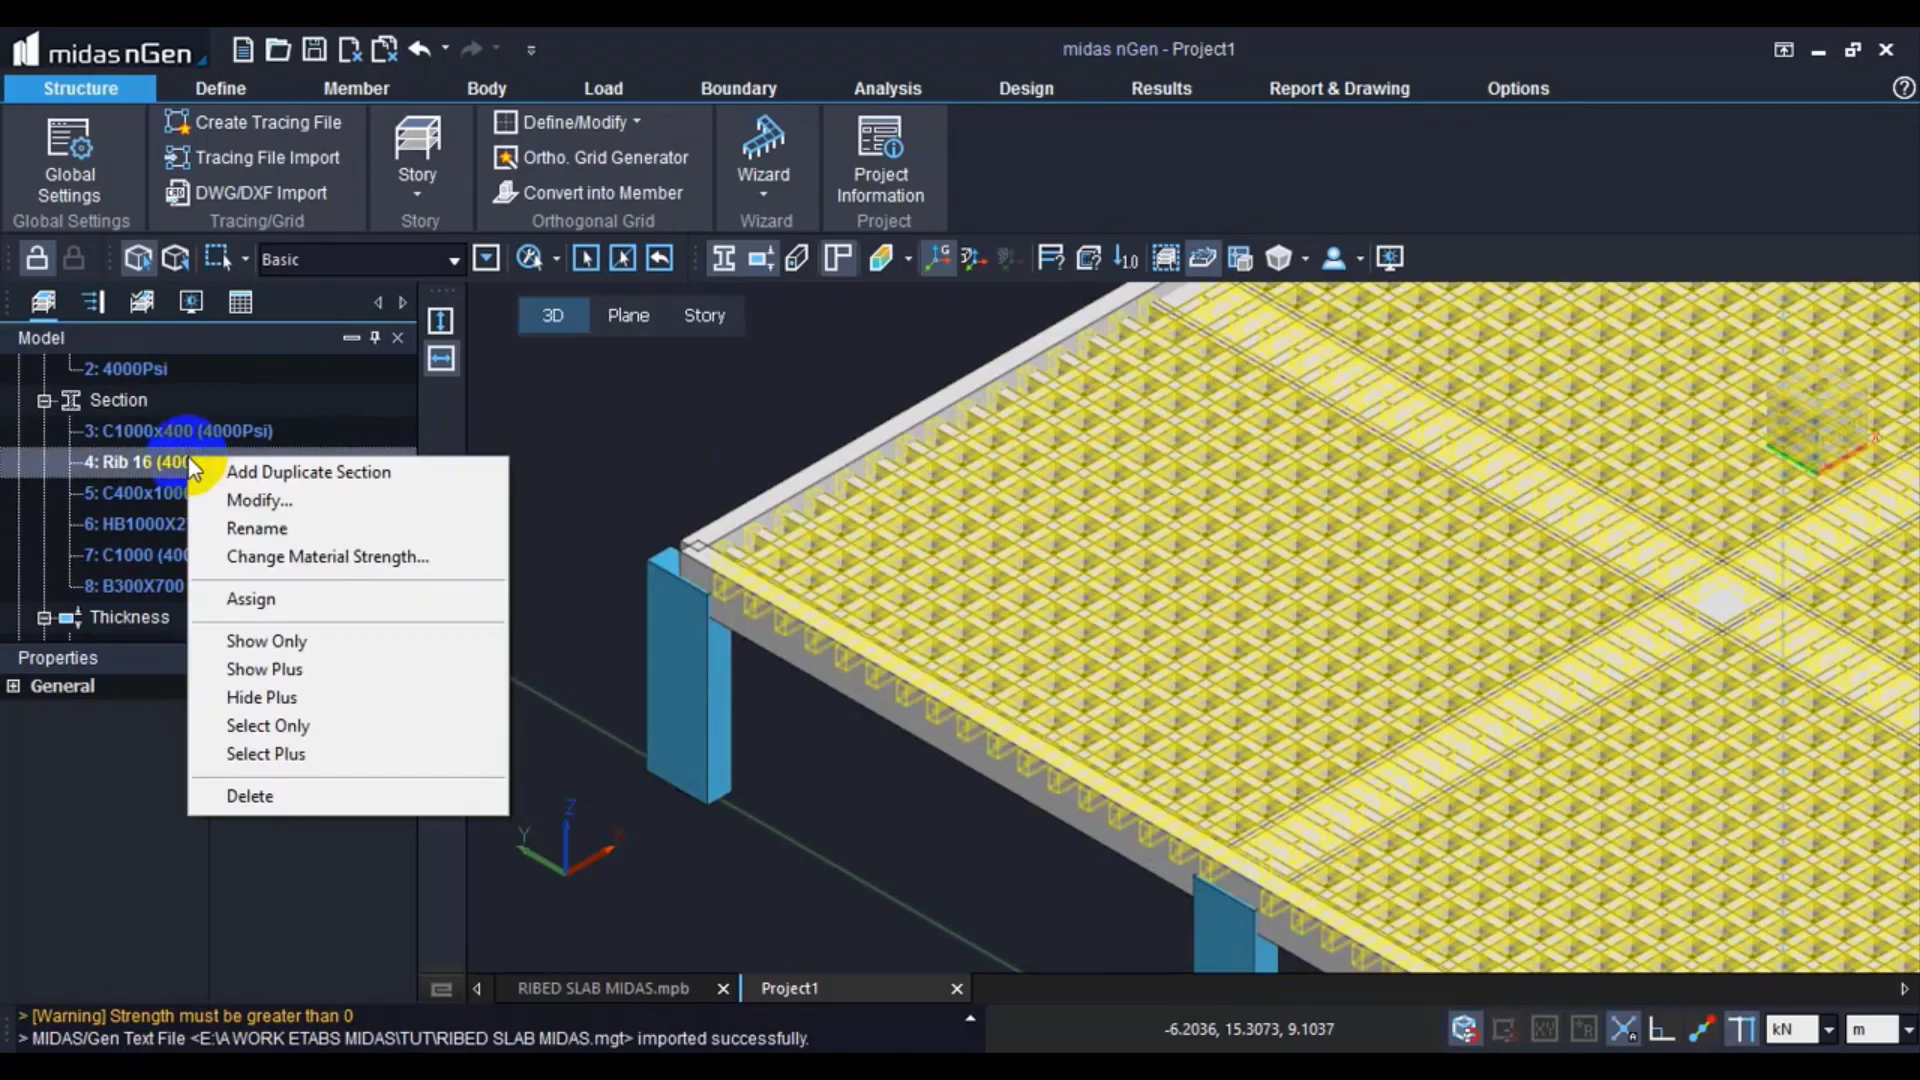 midas nGen
midas nGen - Project1
Structure
Define
Member
Body
Load
Boundary
Analysis
Design
Results
Report & Drawing
Options
Global Settings
Global Settings
Create Tracing File
Tracing File Import
DWG/DXF Import
Tracing/Grid
Story
Story
Define/Modify
Ortho. Grid Generator
Convert into Member
Orthogonal Grid
Wizard
Wizard
Project Information
Project
Basic
Model
3D
Plane
Story
2: 4000Psi
Section
3: C1000x400 (4000Psi)
4: Rib 16 (400
5: C400x1000
6: HB1000X2
7: C1000 (400
8: B300X700
Thickness
Properties
General
Add Duplicate Section
Modify...
Rename
Change Material Strength...
Assign
Show Only
Show Plus
Hide Plus
Select Only
Select Plus
Delete
Z
Y
RIBED SLAB MIDAS.mpb
Project1
> [Warning] Strength must be greater than 0
> MIDAS/Gen Text File <E:\A WORK ETABS MIDAS\TUT\RIBED SLAB MIDAS.mgt> imported successfully.
-6.2036, 15.3073, 9.1037
kN
m